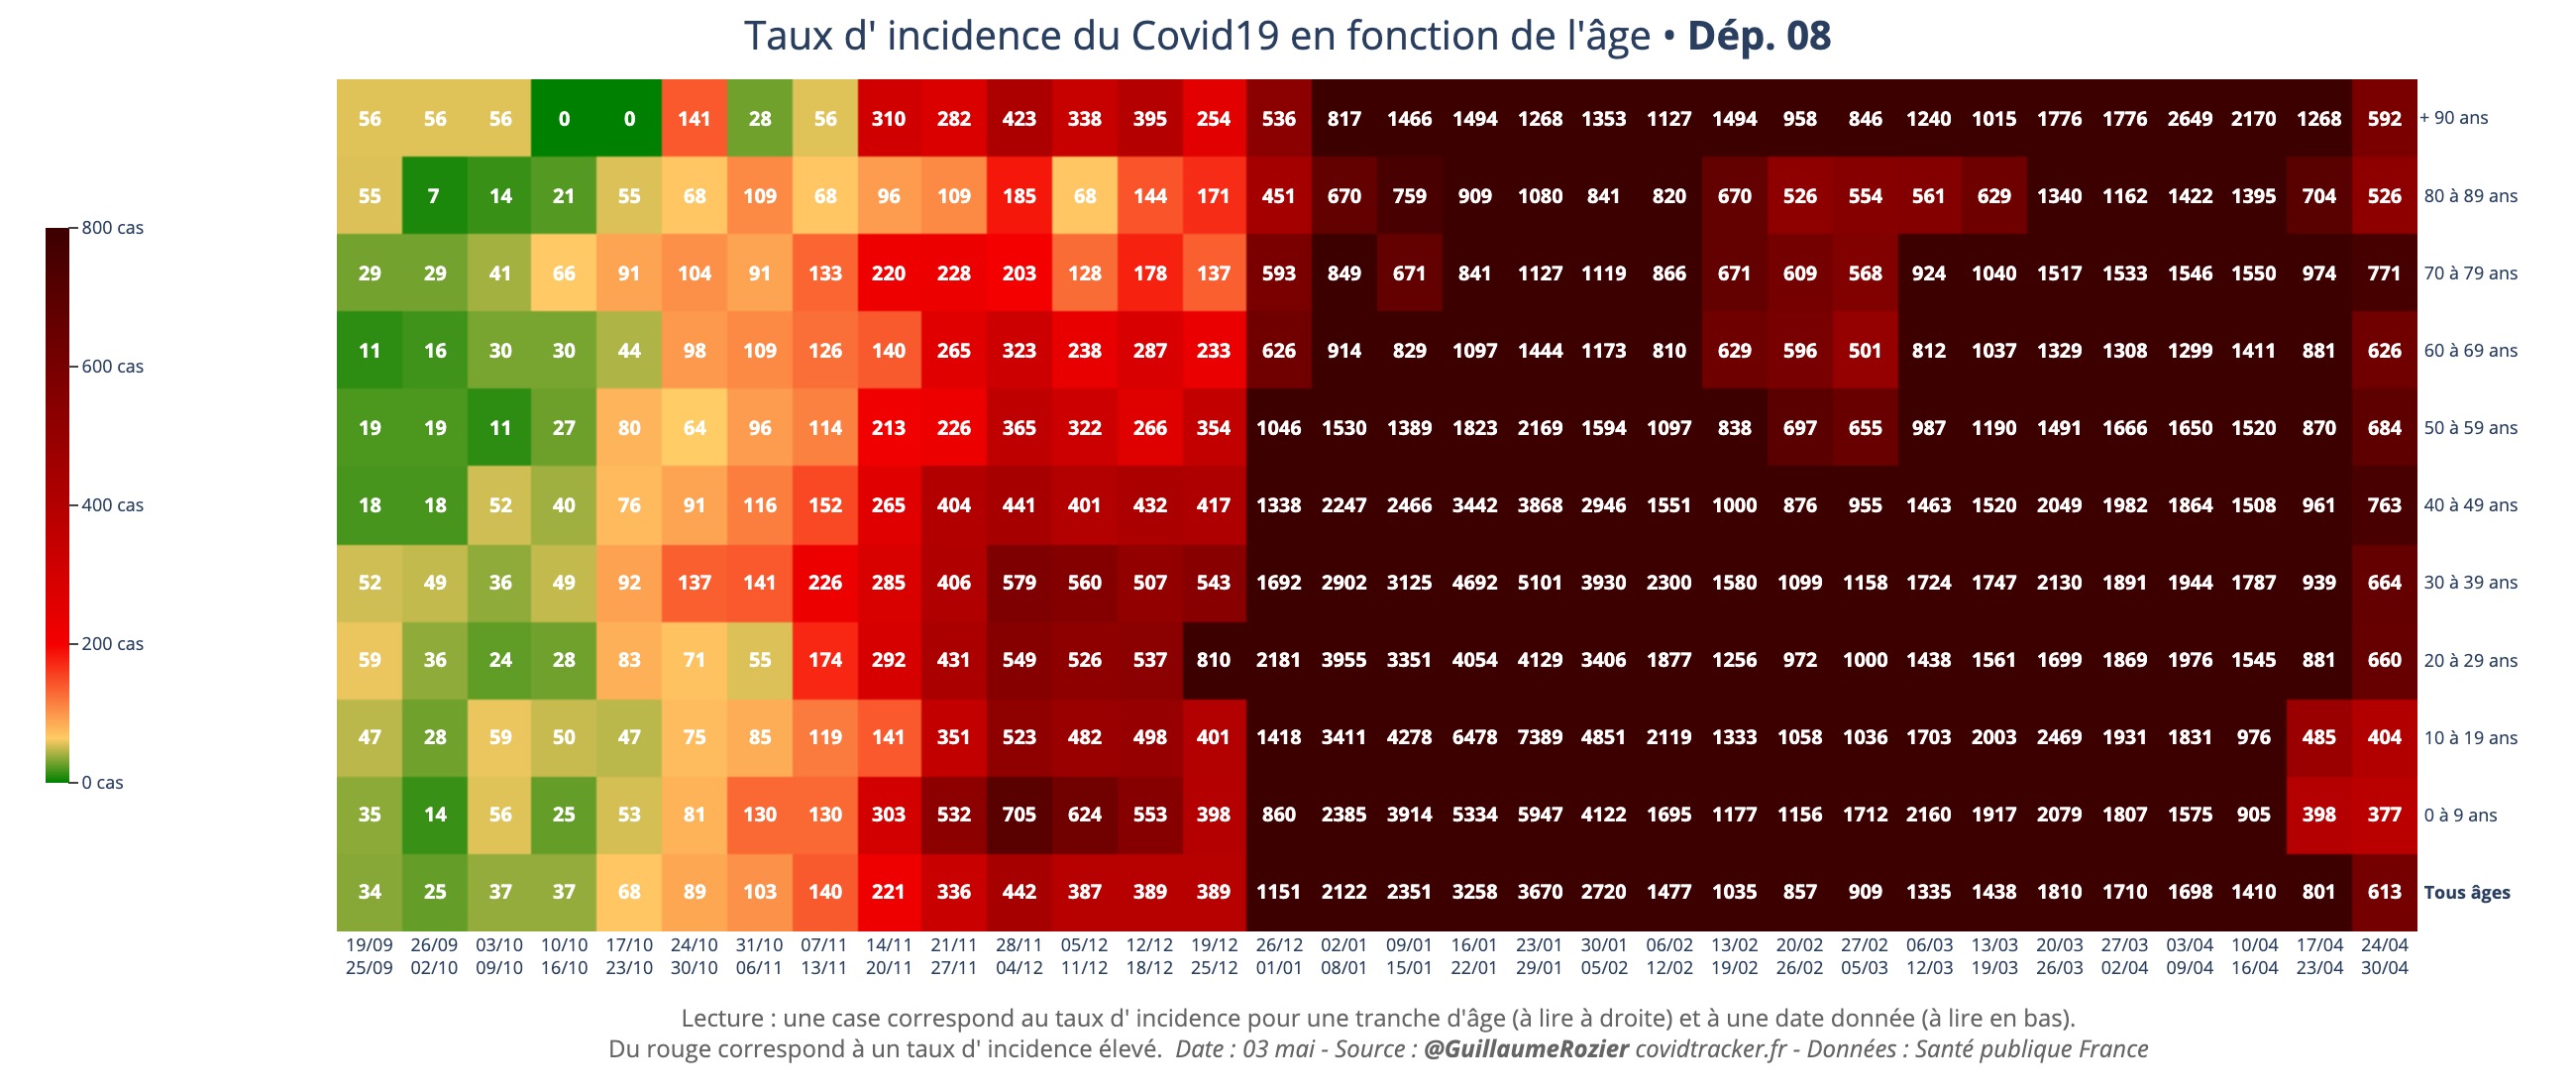 Taux d' incidence du Covid19 en fonction de l'âge • Dép. 08
800 cas
600 cas
400 cas
200 cas
0 cas
56 56 56 0 0 141 28 56 310 282 423 338 395 254 536 817 1466 1494 1268 1353 1127 1494 958 846 1240 1015 1776 1776 2649 2170 1268 592 + 90 ans
55 7 14 21 55 68 109 68 96 109 185 68 144 171 451 670 759 909 1080 841 820 670 526 554 561 629 1340 1162 1422 1395 704 526 80 à 89 ans
29 29 41 66 91 104 91 133 220 228 203 128 178 137 593 849 671 841 1127 1119 866 671 609 568 924 1040 1517 1533 1546 1550 974 771 70 à 79 ans
11 16 30 30 44 98 109 126 140 265 323 238 287 233 626 914 829 1097 1444 1173 810 629 596 501 812 1037 1329 1308 1299 1411 881 626 60 à 69 ans
19 19 11 27 80 64 96 114 213 226 365 322 266 354 1046 1530 1389 1823 2169 1594 1097 838 697 655 987 1190 1491 1666 1650 1520 870 684 50 à 59 ans
18 18 52 40 76 91 116 152 265 404 441 401 432 417 1338 2247 2466 3442 3868 2946 1551 1000 876 955 1463 1520 2049 1982 1864 1508 961 763 40 à 49 ans
52 49 36 49 92 137 141 226 285 406 579 560 507 543 1692 2902 3125 4692 5101 3930 2300 1580 1099 1158 1724 1747 2130 1891 1944 1787 939 664 30 à 39 ans
59 36 24 28 83 71 55 174 292 431 549 526 537 810 2181 3955 3351 4054 4129 3406 1877 1256 972 1000 1438 1561 1699 1869 1976 1545 881 660 20 à 29 ans
47 28 59 50 47 75 85 119 141 351 523 482 498 401 1418 3411 4278 6478 7389 4851 2119 1333 1058 1036 1703 2003 2469 1931 1831 976 485 404 10 à 19 ans
35 14 56 25 53 81 130 130 303 532 705 624 553 398 860 2385 3914 5334 5947 4122 1695 1177 1156 1712 2160 1917 2079 1807 1575 905 398 377 0 à 9 ans
34 25 37 37 68 89 103 140 221 336 442 387 389 389 1151 2122 2351 3258 3670 2720 1477 1035 857 909 1335 1438 1810 1710 1698 1410 801 613 Tous âges
19/09 26/09 03/10 10/10 17/10 24/10 31/10 07/11 14/11 21/11 28/11 05/12 12/12 19/12 26/12 02/01 09/01 16/01 23/01 30/01 06/02 13/02 20/02 27/02 06/03 13/03 20/03 27/03 03/04 10/04 17/04 24/04
25/09 02/10 09/10 16/10 23/10 30/10 06/11 13/11 20/11 27/11 04/12 11/12 18/12 25/12 01/01 08/01 15/01 22/01 29/01 05/02 12/02 19/02 26/02 05/03 12/03 19/03 26/03 02/04 09/04 16/04 23/04 30/04
Lecture : une case correspond au taux d' incidence pour une tranche d'âge (à lire à droite) et à une date donnée (à lire en bas).
Du rouge correspond à un taux d' incidence élevé. Date : 03 mai - Source : @GuillaumeRozier covidtracker.fr - Données : Santé publique France